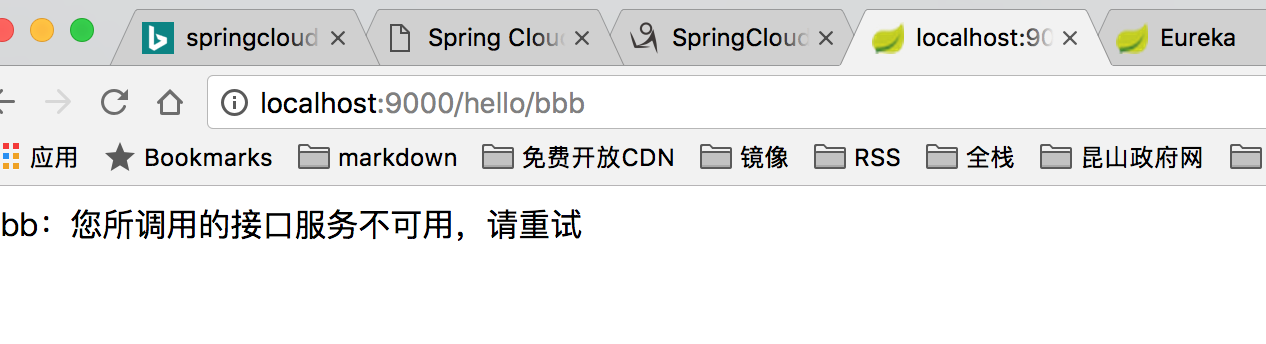 springcloud
Spring Clou
SpringCloud
localhost:90
Eureka
localhost:9000/hello/bbb
应用
Bookmarks
markdown
免费开放CDN
镜像
RSS
全栈
昆山政府网
bb：您所调用的接口服务不可用，请重试